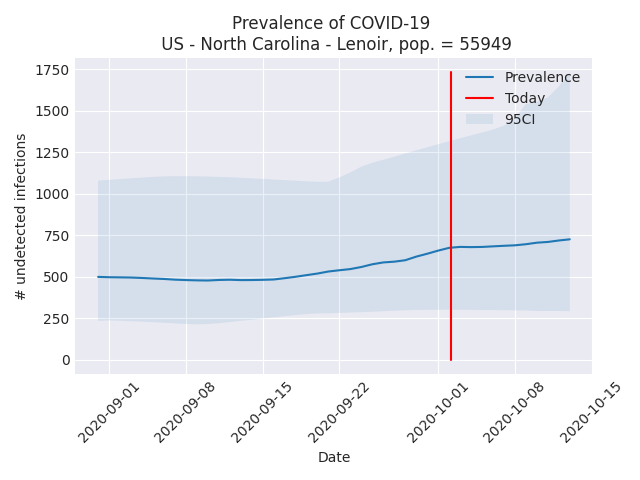 Prevalence of COVID-19
US - North Carolina - Lenoir, pop. = 55949
1750
1500
1250
1000
750
500
250
0
# undetected infections
Prevalence
Today
95CI
2020-09-01
2020-09-08
2020-09-15
2020-09-22
2020-10-01
2020-10-08
2020-10-15
Date